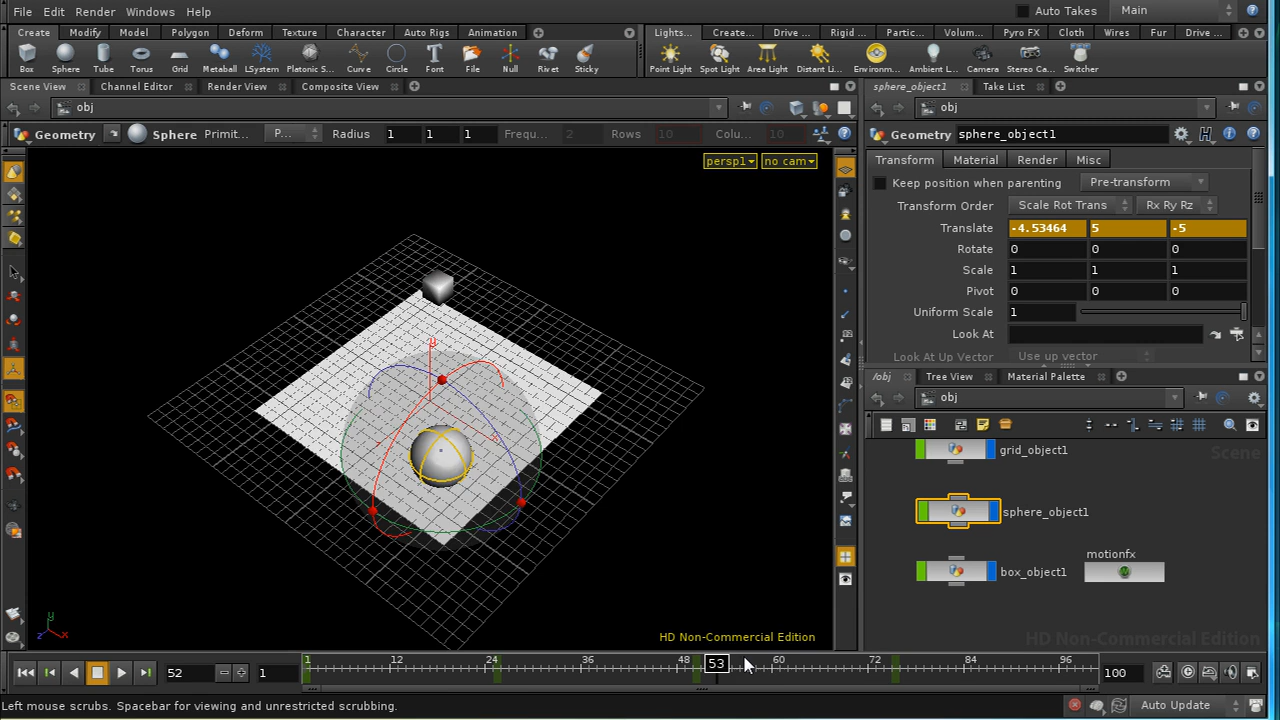 File Edit Render Windows Help
Auto Takes Main
Create Modify Model Polygon Deform Texture Character Auto Rigs Animation
Lights... Create... Drive ... Rigid ... Partic... Volum... Pyro FX Cloth Wires Fur Drive ...
Box Sphere Tube Torus Grid Metaball LSystem Platonic S... Curve Circle Font File Null Rivet Sticky
Point Light Spot Light Area Light Distant Li... Environm... Ambient L... Camera Stereo Ca... Switcher
Scene View Channel Editor Render View Composite View
sphere_object1 Take List
obj
obj
Geometry Sphere Primit... P... Radius 1 1 1 Frequ... 2 Rows 10 Colu... 10
Geometry sphere_object1
persp1 no cam
Transform Material Render Misc
Keep position when parenting Pre-transform
Transform Order Scale Rot Trans Rx Ry Rz
Translate -4.53464 5 -5
Rotate 0 0 0
Scale 1 1 1
Pivot 0 0 0
Uniform Scale 1
Look At
Look At Up Vector Use up vector
/obj Tree View Material Palette
obj
grid_object1
Scene
sphere_object1
motionfx
box_object1
HD Non-Commercial Edition
HD Non-Commercial Edition
y
x
z
52 1 1 12 24 36 48 53 60 72 84 96 100
Left mouse scrubs. Spacebar for viewing and unrestricted scrubbing.
Auto Update